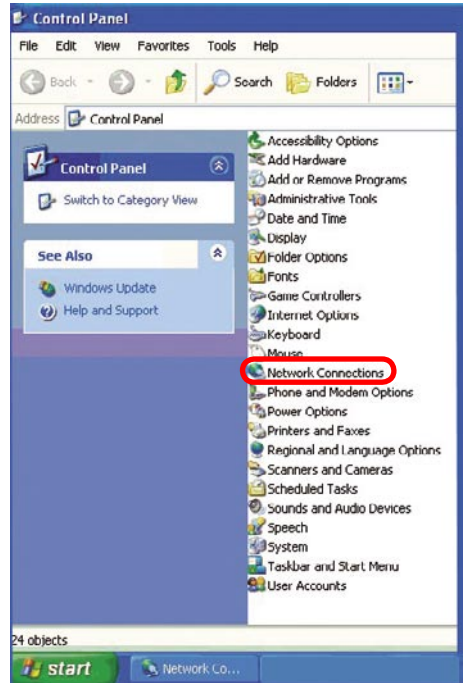 Control Panel
File Edit View Favorites Tools Help
Back Search Folders
Address Control Panel
Control Panel
Switch to Category View
See Also
Windows Update
Help and Support
Accessibility Options
Add Hardware
Add or Remove Programs
Administrative Tools
Date and Time
Display
Folder Options
Fonts
Game Controllers
Internet Options
Keyboard
Mouse
Network Connections
Phone and Modem Options
Power Options
Printers and Faxes
Regional and Language Options
Scanners and Cameras
Scheduled Tasks
Sounds and Audio Devices
Speech
System
Taskbar and Start Menu
User Accounts
24 objects
start Network Co...